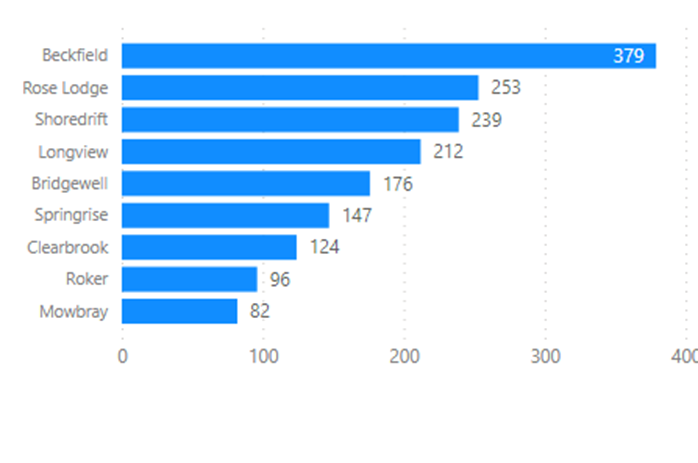 Beckfield 379
Rose Lodge 253
Shoredrift 239
Longview 212
Bridgewell 176
Springrise 147
Clearbrook 124
Roker 96
Mowbray 82
0 100 200 300 400